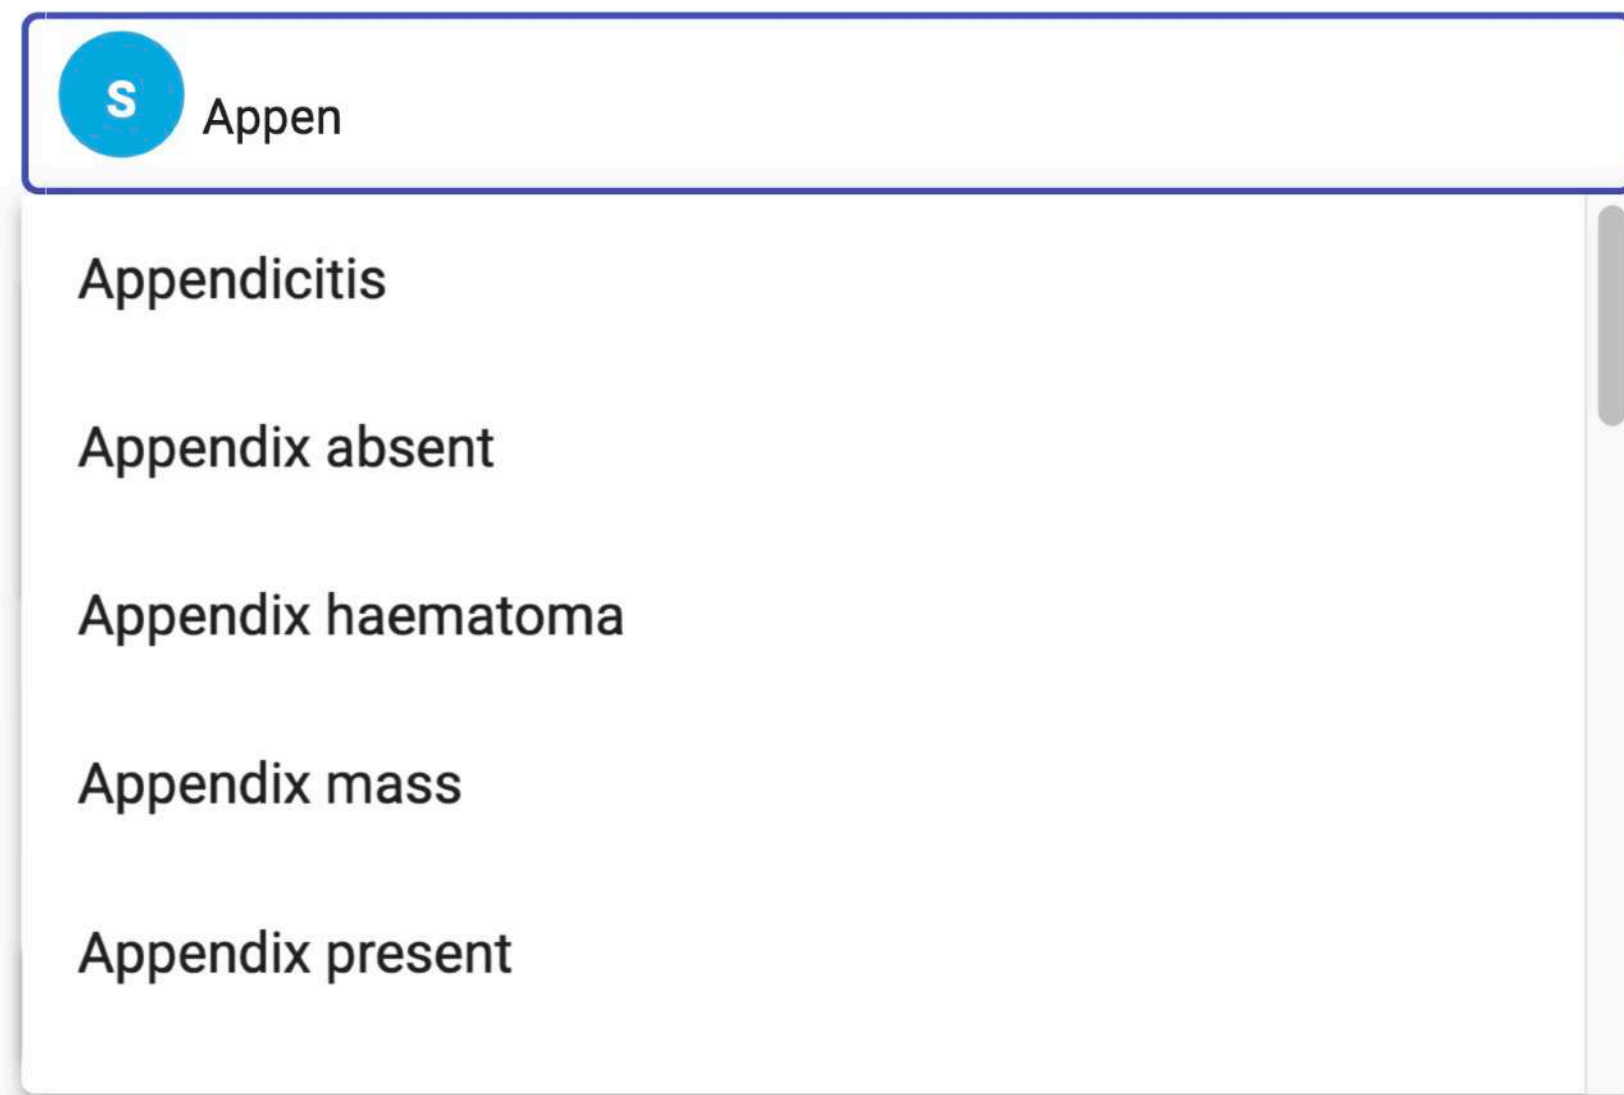 S Appen
Appendicitis
Appendix absent
Appendix haematoma
Appendix mass
Appendix present